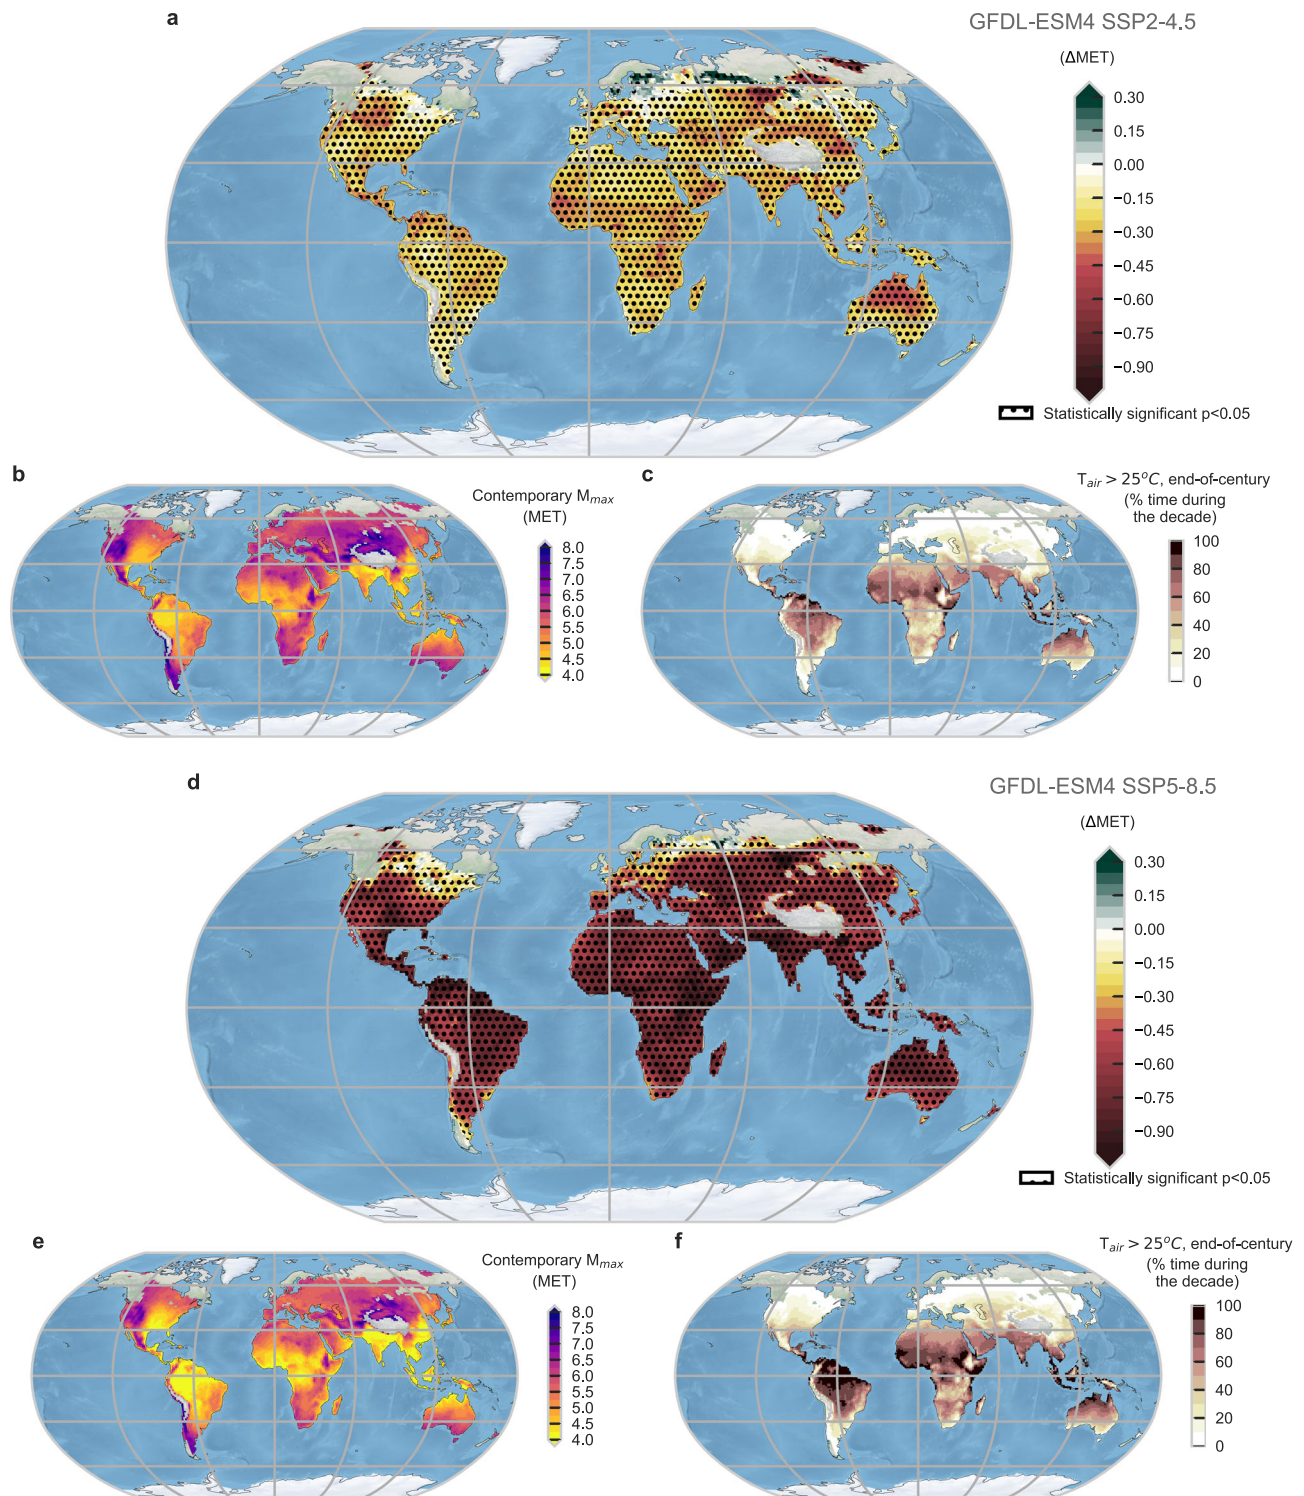 a
GFDL-ESM4 SSP2-4.5
(ΔMET)
0.30
0.15
0.00
−0.15
−0.30
−0.45
−0.60
−0.75
−0.90
Statistically significant p<0.05
b
Contemporary Mmax
(MET)
8.0
7.5
7.0
6.5
6.0
5.5
5.0
4.5
4.0
c
Tair > 25°C, end-of-century
(% time during
the decade)
100
80
60
40
20
0
d
GFDL-ESM4 SSP5-8.5
(ΔMET)
0.30
0.15
0.00
−0.15
−0.30
−0.45
−0.60
−0.75
−0.90
Statistically significant p<0.05
e
Contemporary Mmax
(MET)
8.0
7.5
7.0
6.5
6.0
5.5
5.0
4.5
4.0
f
Tair > 25°C, end-of-century
(% time during
the decade)
100
80
60
40
20
0